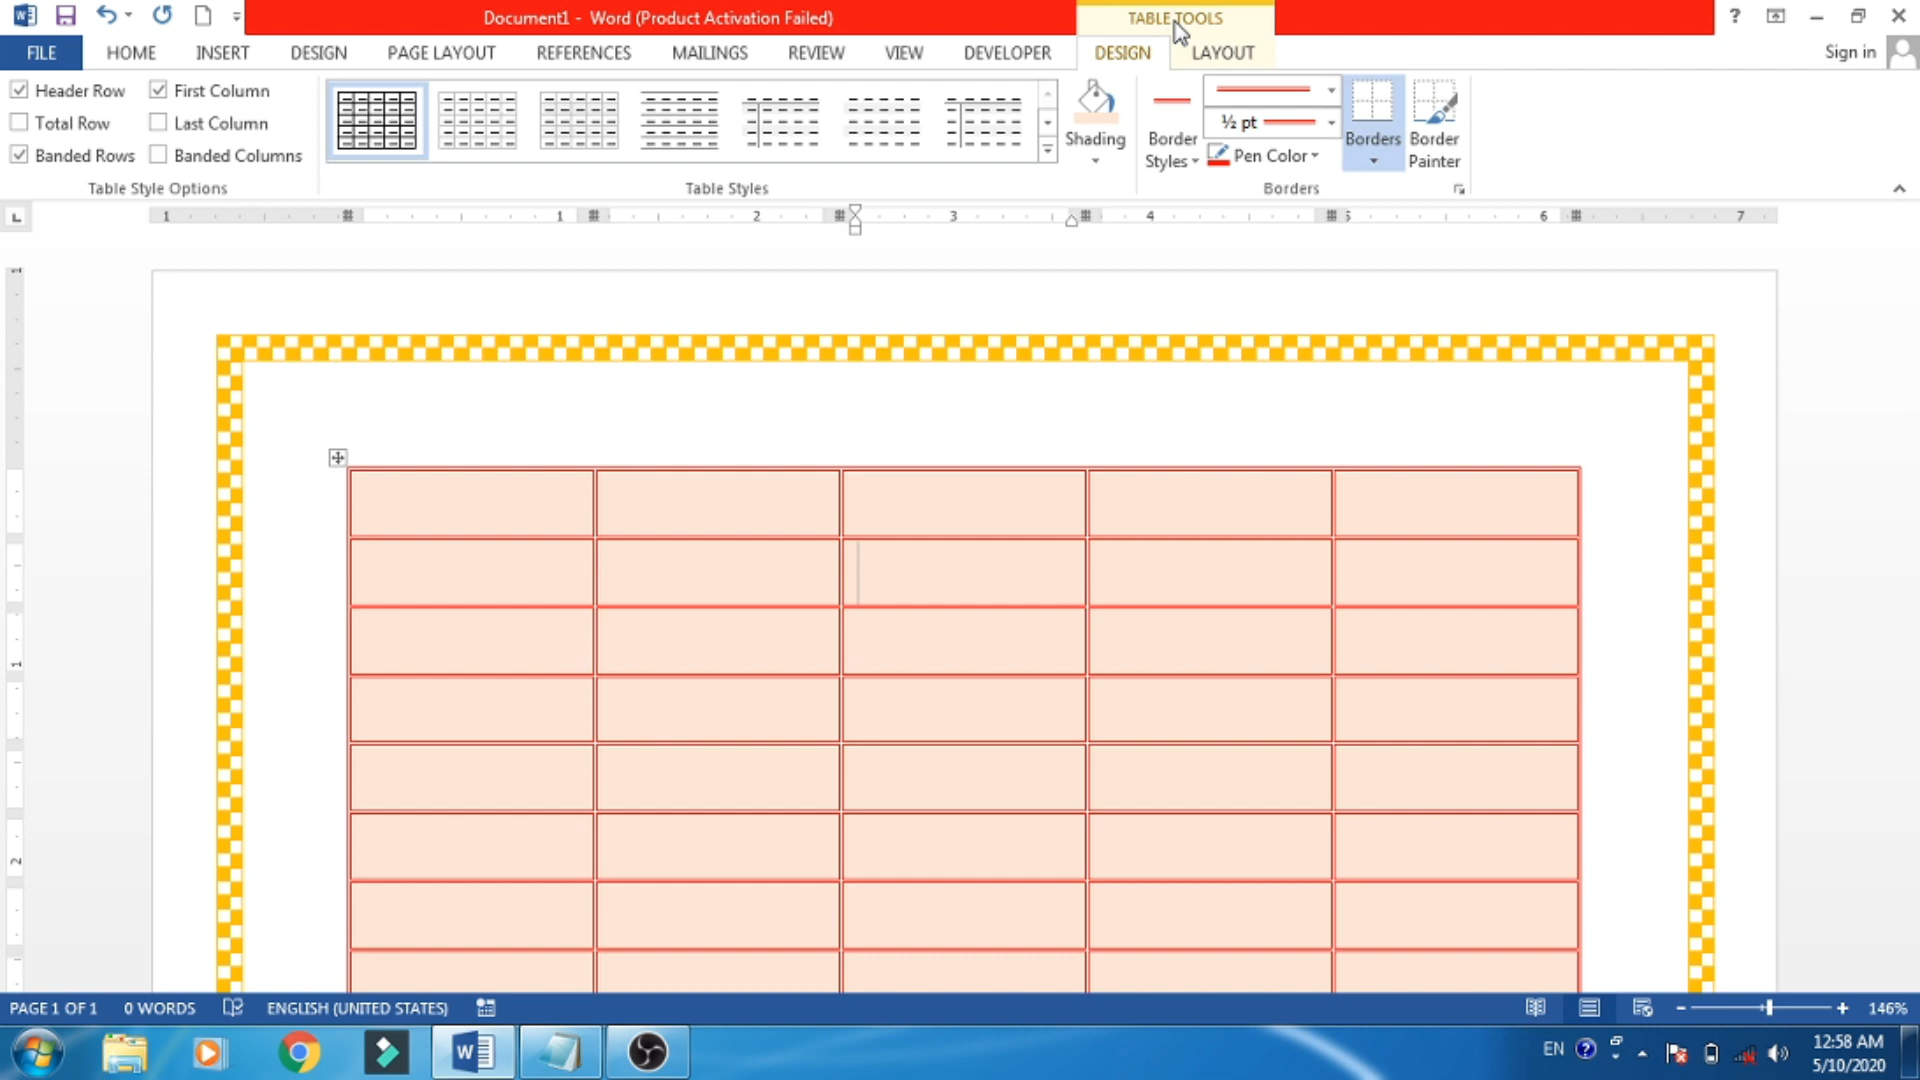 Document1 - Word (Product Activation Failed)
TABLE TOOLS
?
FILE HOME INSERT DESIGN PAGE LAYOUT REFERENCES MAILINGS REVIEW VIEW DEVELOPER DESIGN LAYOUT Sign in
Header Row First Column
Total Row Last Column
Banded Rows Banded Columns
Table Style Options
Table Styles
Shading
Border Styles
½ pt
Pen Color
Borders
Border Painter
Borders
1 1 2 3 4 5 6 7
1
1
2
PAGE 1 OF 1 0 WORDS ENGLISH (UNITED STATES) 146%
EN ? 12:58 AM
5/10/2020